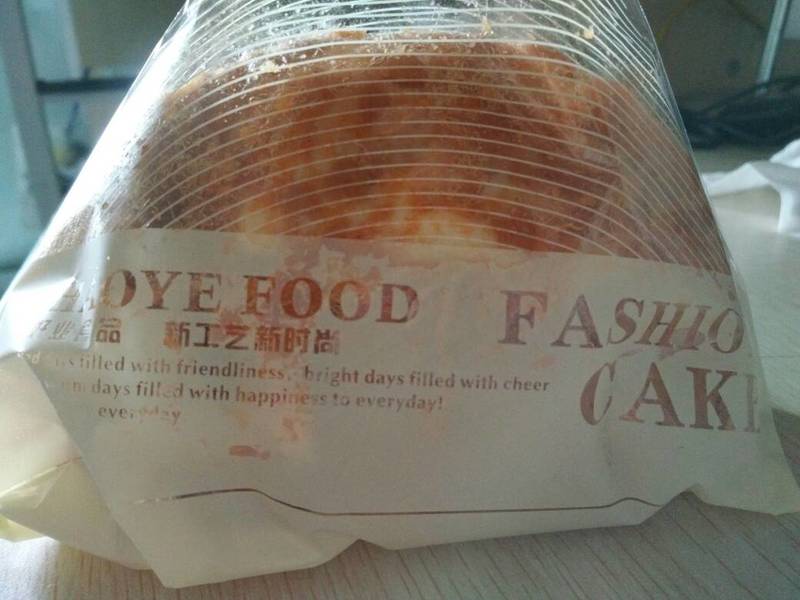 OYE FOOD
品 新工艺新时尚
filled with friendliness, bright days filled with cheer
days filled with happiness to everyday!
everyday
FASHIO
CAKE